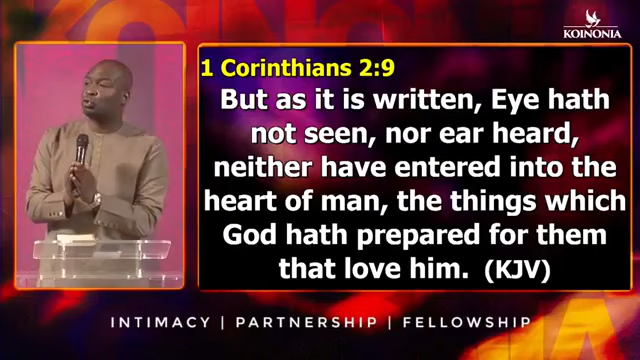 KOINONIA
1 Corinthians 2:9
But as it is written, Eye hath
not seen, nor ear heard,
neither have entered into the
heart of man, the things which
God hath prepared for them
that love him. (KJV)
INTIMACY | PARTNERSHIP | FELLOWSHIP